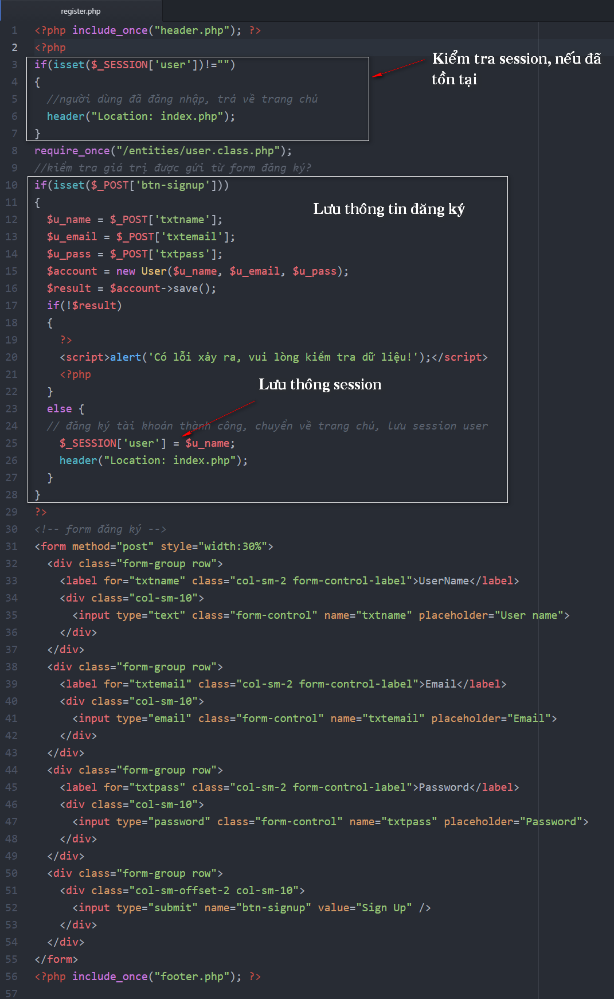 register.php
1 <?php include_once("header.php"); ?>
2 <?php
3 if(isset($_SESSION['user'])!="")
Kiểm tra session, nếu đã
tồn tại
4 {
5 //người dùng đã đăng nhập, trả về trang chủ
6 header("Location: index.php");
7 }
8 require_once("/entities/user.class.php");
9 //kiểm tra giá trị được gửi từ form đăng ký?
10 if(isset($_POST['btn-signup']))
11 {
Lưu thông tin đăng ký
12 $u_name = $_POST['txtname'];
13 $u_email = $_POST['txtemail'];
14 $u_pass = $_POST['txtpass'];
15 $account = new User($u_name, $u_email, $u_pass);
16 $result = $account->save();
17 if(!$result)
18 {
19 ?>
20 <script>alert('Có lỗi xảy ra, vui lòng kiểm tra dữ liệu!');</script>
21 <?php
Lưu thông session
22 }
23 else {
24 // đăng ký tài khoản thành công, chuyển về trang chủ, lưu session user
25 $_SESSION['user'] = $u_name;
26 header("Location: index.php");
27 }
28 }
29 ?>
30 <!-- form đăng ký -->
31 <form method="post" style="width:30%">
32 <div class="form-group row">
33 <label for="txtname" class="col-sm-2 form-control-label">UserName</label>
34 <div class="col-sm-10">
35 <input type="text" class="form-control" name="txtname" placeholder="User name">
36 </div>
37 </div>
38 <div class="form-group row">
39 <label for="txtemail" class="col-sm-2 form-control-label">Email</label>
40 <div class="col-sm-10">
41 <input type="email" class="form-control" name="txtemail" placeholder="Email">
42 </div>
43 </div>
44 <div class="form-group row">
45 <label for="txtpass" class="col-sm-2 form-control-label">Password</label>
46 <div class="col-sm-10">
47 <input type="password" class="form-control" name="txtpass" placeholder="Password">
48 </div>
49 </div>
50 <div class="form-group row">
51 <div class="col-sm-offset-2 col-sm-10">
52 <input type="submit" name="btn-signup" value="Sign Up" />
53 </div>
54 </div>
55 </form>
56 <?php include_once("footer.php"); ?>
57